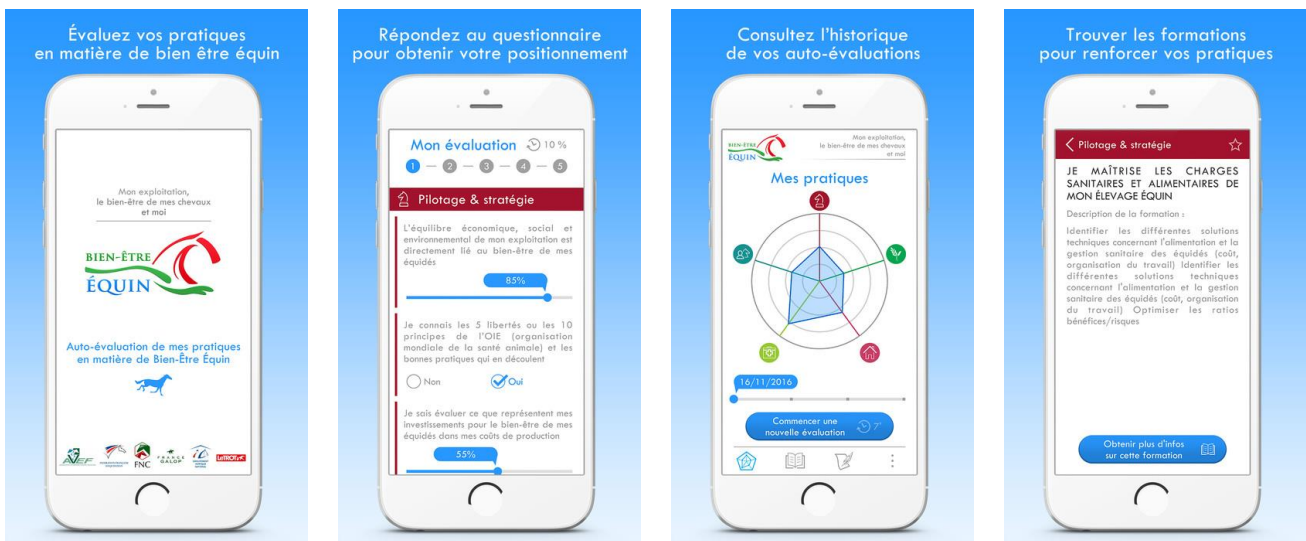 Évaluez vos pratiques
en matière de bien être équin
Mon exploitation,
le bien-être de mes chevaux
et moi
BIEN-ÊTRE
ÉQUIN
Auto-évaluation de mes pratiques
en matière de Bien-Être Équin
AVEF
FNC
FRANCE
GALOP
LeTROT
Répondez au questionnaire
pour obtenir votre positionnement
Mon évaluation 10 %
1 2 3 4 5
Pilotage & stratégie
L'équilibre économique, social et
environnemental de mon exploitation est
directement lié au bien-être de mes
équidés
85%
Je connais les 5 libertés ou les 10
principes de l'OIE (organisation
mondiale de la santé animale) et les
bonnes pratiques qui en découlent
Non Oui
Je sais évaluer ce que représentent mes
investissements pour le bien-être de mes
équidés dans mes coûts de production
55%
Consultez l'historique
de vos auto-évaluations
BIEN-ÊTRE
ÉQUIN
Mon exploitation,
le bien-être de mes chevaux
et moi
Mes pratiques
16/11/2016
Commencer une
nouvelle évaluation 7'
Trouver les formations
pour renforcer vos pratiques
Pilotage & stratégie
JE MAÎTRISE LES CHARGES
SANITAIRES ET ALIMENTAIRES DE
MON ÉLEVAGE ÉQUIN
Description de la formation :
Identifier les différentes solutions
techniques concernant l'alimentation et la
gestion sanitaire des équidés (coût,
organisation du travail) Identifier les
différentes solutions techniques
concernant l'alimentation et la gestion
sanitaire des équidés (coût, organisation
du travail) Optimiser les ratios
bénéfices/risques
Obtenir plus d'infos
sur cette formation